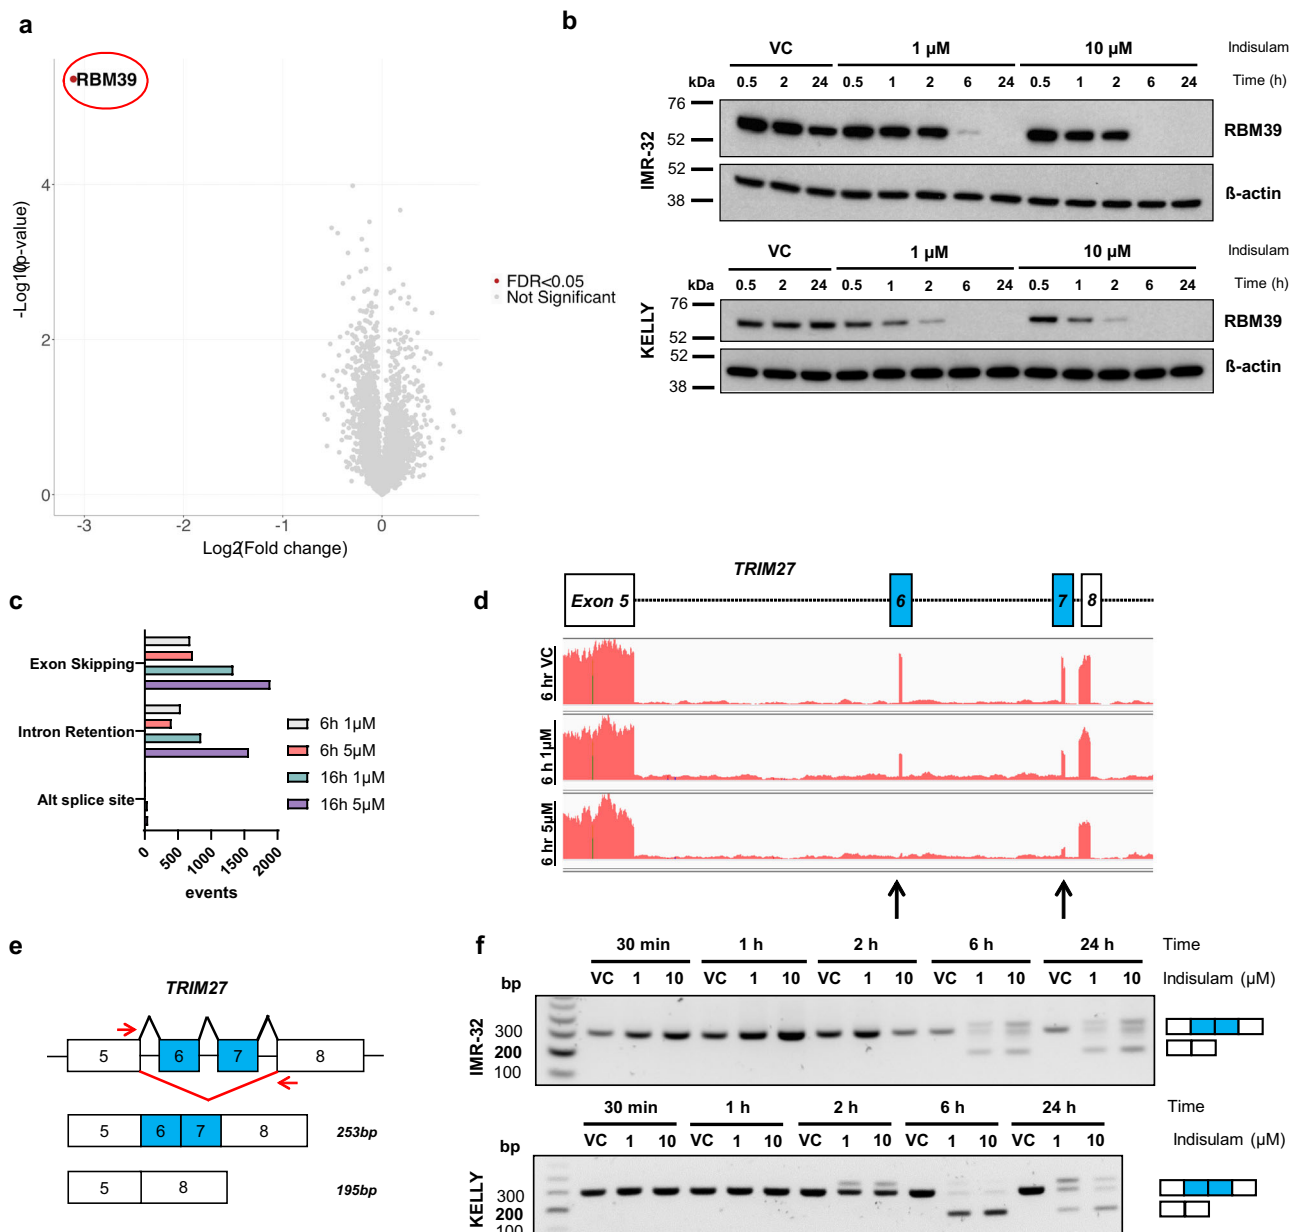 a
RBM39
4
2
0
-3
-2
-1
0
-Log10(p-value)
Log2(Fold change)
FDR<0.05
Not Significant
b
VC 1 µM 10 µM Indisulam
kDa 0.5 2 24 0.5 1 2 6 24 0.5 1 2 6 24 Time (h)
76
52
RBM39
IMR-32
52
38
ß-actin
VC 1 µM 10 µM Indisulam
kDa 0.5 2 24 0.5 1 2 6 24 0.5 1 2 6 24 Time (h)
76
52
RBM39
KELLY
52
38
ß-actin
c
Exon Skipping
Intron Retention
Alt splice site
6h 1µM
6h 5µM
16h 1µM
16h 5µM
0 500 1000 1500 2000
events
d
TRIM27
Exon 5 6 7 8
6 hr VC
6 h 1µM
6 hr 5µM
e
TRIM27
5 6 7 8
5 6 7 8 253bp
5 8 195bp
f
30 min 1 h 2 h 6 h 24 h Time
bp VC 1 10 VC 1 10 VC 1 10 VC 1 10 VC 1 10 Indisulam (µM)
IMR-32
300
200
100
30 min 1 h 2 h 6 h 24 h Time
bp VC 1 10 VC 1 10 VC 1 10 VC 1 10 VC 1 10 Indisulam (µM)
KELLY
300
200
100